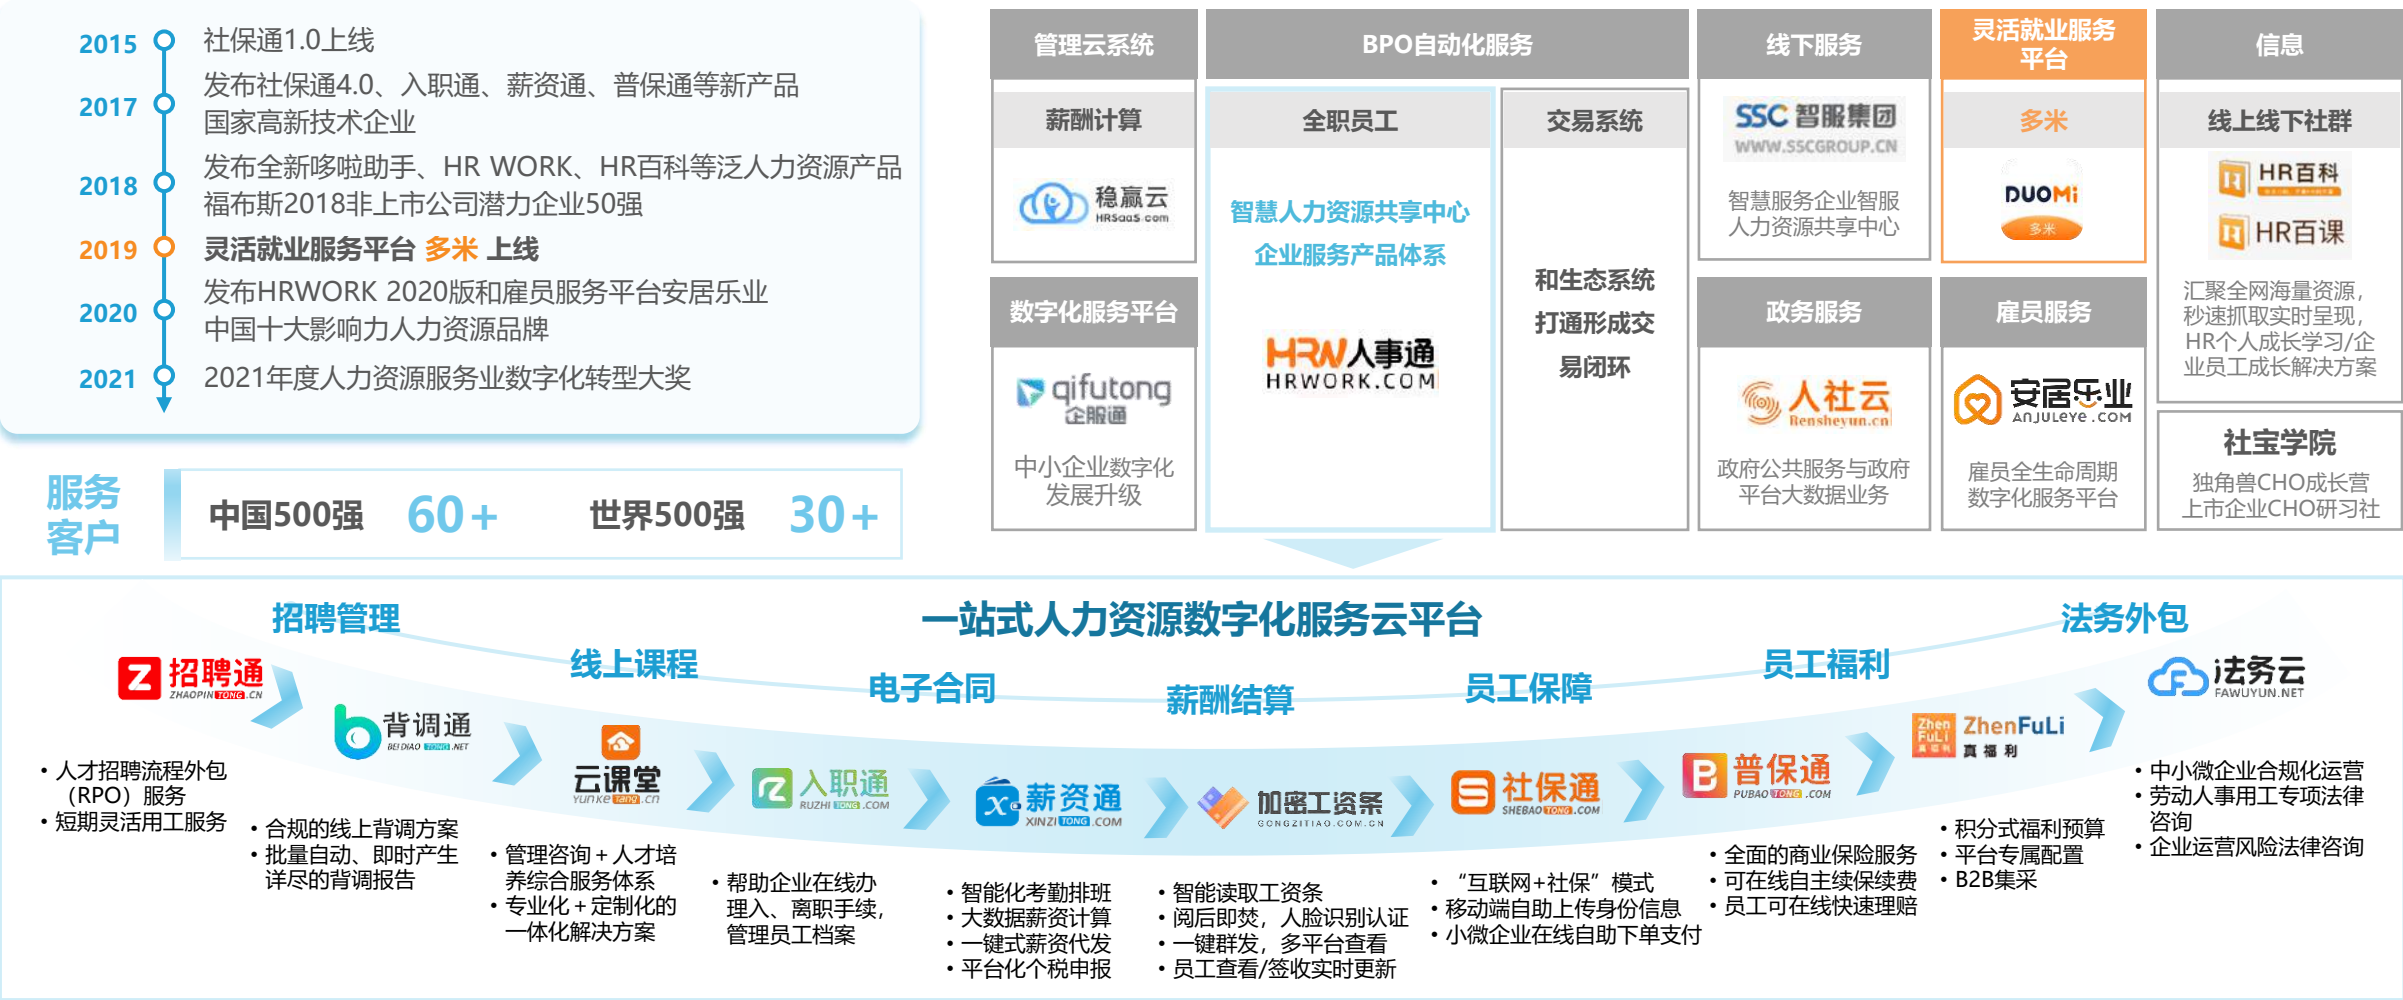 2015
社保通1.0上线
2017
发布社保通4.0、入职通、薪资通、普保通等新产品
国家高新技术企业
2018
发布全新哆啦助手、HR WORK、HR百科等泛人力资源产品
福布斯2018非上市公司潜力企业50强
2019
灵活就业服务平台 多米 上线
2020
发布HRWORK 2020版和雇员服务平台安居乐业
中国十大影响力人力资源品牌
2021
2021年度人力资源服务业数字化转型大奖
服务
客户
中国500强 60+ 世界500强 30+
管理云系统
薪酬计算
稳赢云
HRSaaS.com
数字化服务平台
qifutong
企服通
中小企业数字化
发展升级
BPO自动化服务
全职员工
智慧人力资源共享中心
企业服务产品体系
HRW人事通
HRWORK.COM
交易系统
和生态系统
打通形成交
易闭环
线下服务
SSC 智服集团
WWW.SSCGROUP.CN
智慧服务企业智服
人力资源共享中心
政务服务
人社云
Rensheyun.cn
政府公共服务与政府
平台大数据业务
灵活就业服务
平台
多米
DUOMi
多米
雇员服务
安居乐业
ANJULEYE.COM
雇员全生命周期
数字化服务平台
信息
线上线下社群
HR百科
HR百课
汇聚全网海量资源，
秒速抓取实时呈现，
HR个人成长学习/企
业员工成长解决方案
社宝学院
独角兽CHO成长营
上市企业CHO研习社
一站式人力资源数字化服务云平台
招聘管理
线上课程
电子合同
薪酬结算
员工保障
员工福利
法务外包
Z 招聘通
ZHAOPIN TONG .CN
• 人才招聘流程外包
（RPO）服务
• 短期灵活用工服务
背调通
BEIDIAO TONG .NET
• 合规的线上背调方案
• 批量自动、即时产生
详尽的背调报告
云课堂
yunke tang .cn
• 管理咨询＋人才培
养综合服务体系
• 专业化＋定制化的
一体化解决方案
入职通
RUZHI TONG .COM
• 帮助企业在线办
理入、离职手续，
管理员工档案
薪资通
XINZI TONG .COM
• 智能化考勤排班
• 大数据薪资计算
• 一键式薪资代发
• 平台化个税申报
加密工资条
GONGZITIAO.COM.CN
• 智能读取工资条
• 阅后即焚，人脸识别认证
• 一键群发，多平台查看
• 员工查看/签收实时更新
社保通
SHEBAO TONG .COM
• “互联网+社保”模式
• 移动端自助上传身份信息
• 小微企业在线自助下单支付
B 普保通
PUBAO TONG .COM
• 全面的商业保险服务
• 可在线自主续保续费
• 员工可在线快速理赔
Zhen
FuLi
真福利
ZhenFuLi
真福利
• 积分式福利预算
• 平台专属配置
• B2B集采
法务云
FAWUYUN.NET
• 中小微企业合规化运营
• 劳动人事用工专项法律
咨询
• 企业运营风险法律咨询